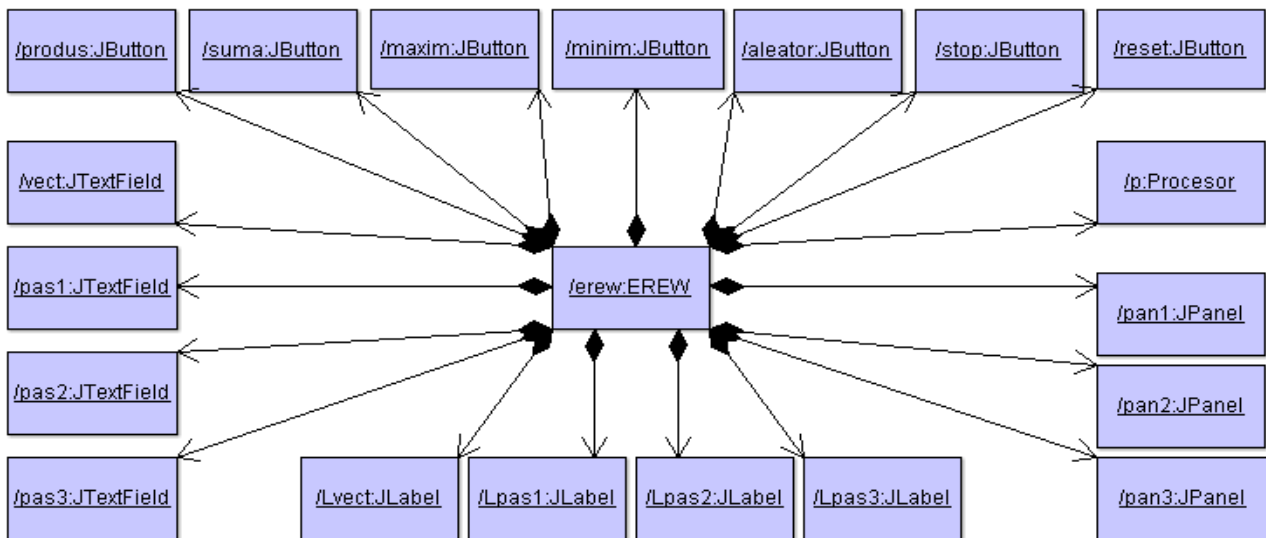 /produs:JButton
/suma:JButton
/maxim:JButton
/minim:JButton
/aleator:JButton
/stop:JButton
/reset:JButton
/vect:JTextField
/p:Procesor
/pas1:JTextField
/erew:EREW
/pan1:JPanel
/pas2:JTextField
/pan2:JPanel
/pas3:JTextField
/Lvect:JLabel
/Lpas1:JLabel
/Lpas2:JLabel
/Lpas3:JLabel
/pan3:JPanel